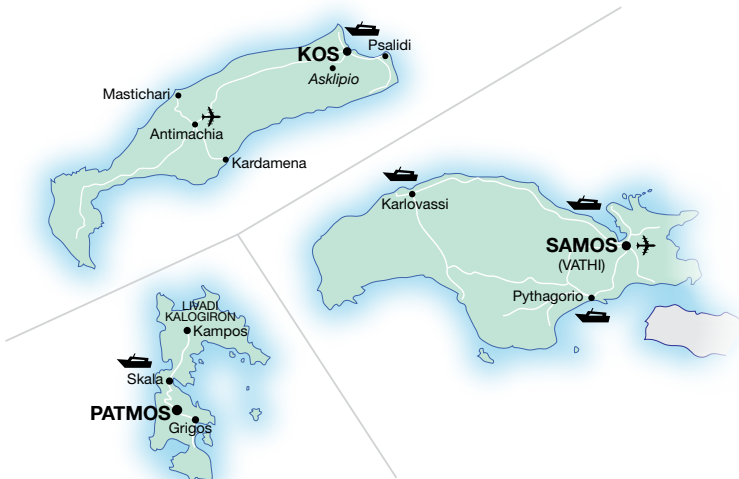 KOS
Psalidi
Asklipio
Mastichari
Antimachia
Kardamena
Karlovassi
SAMOS
(VATHI)
Pythagorio
LIVADI
KALOGIRON
Kampos
Skala
PATMOS
Grigos